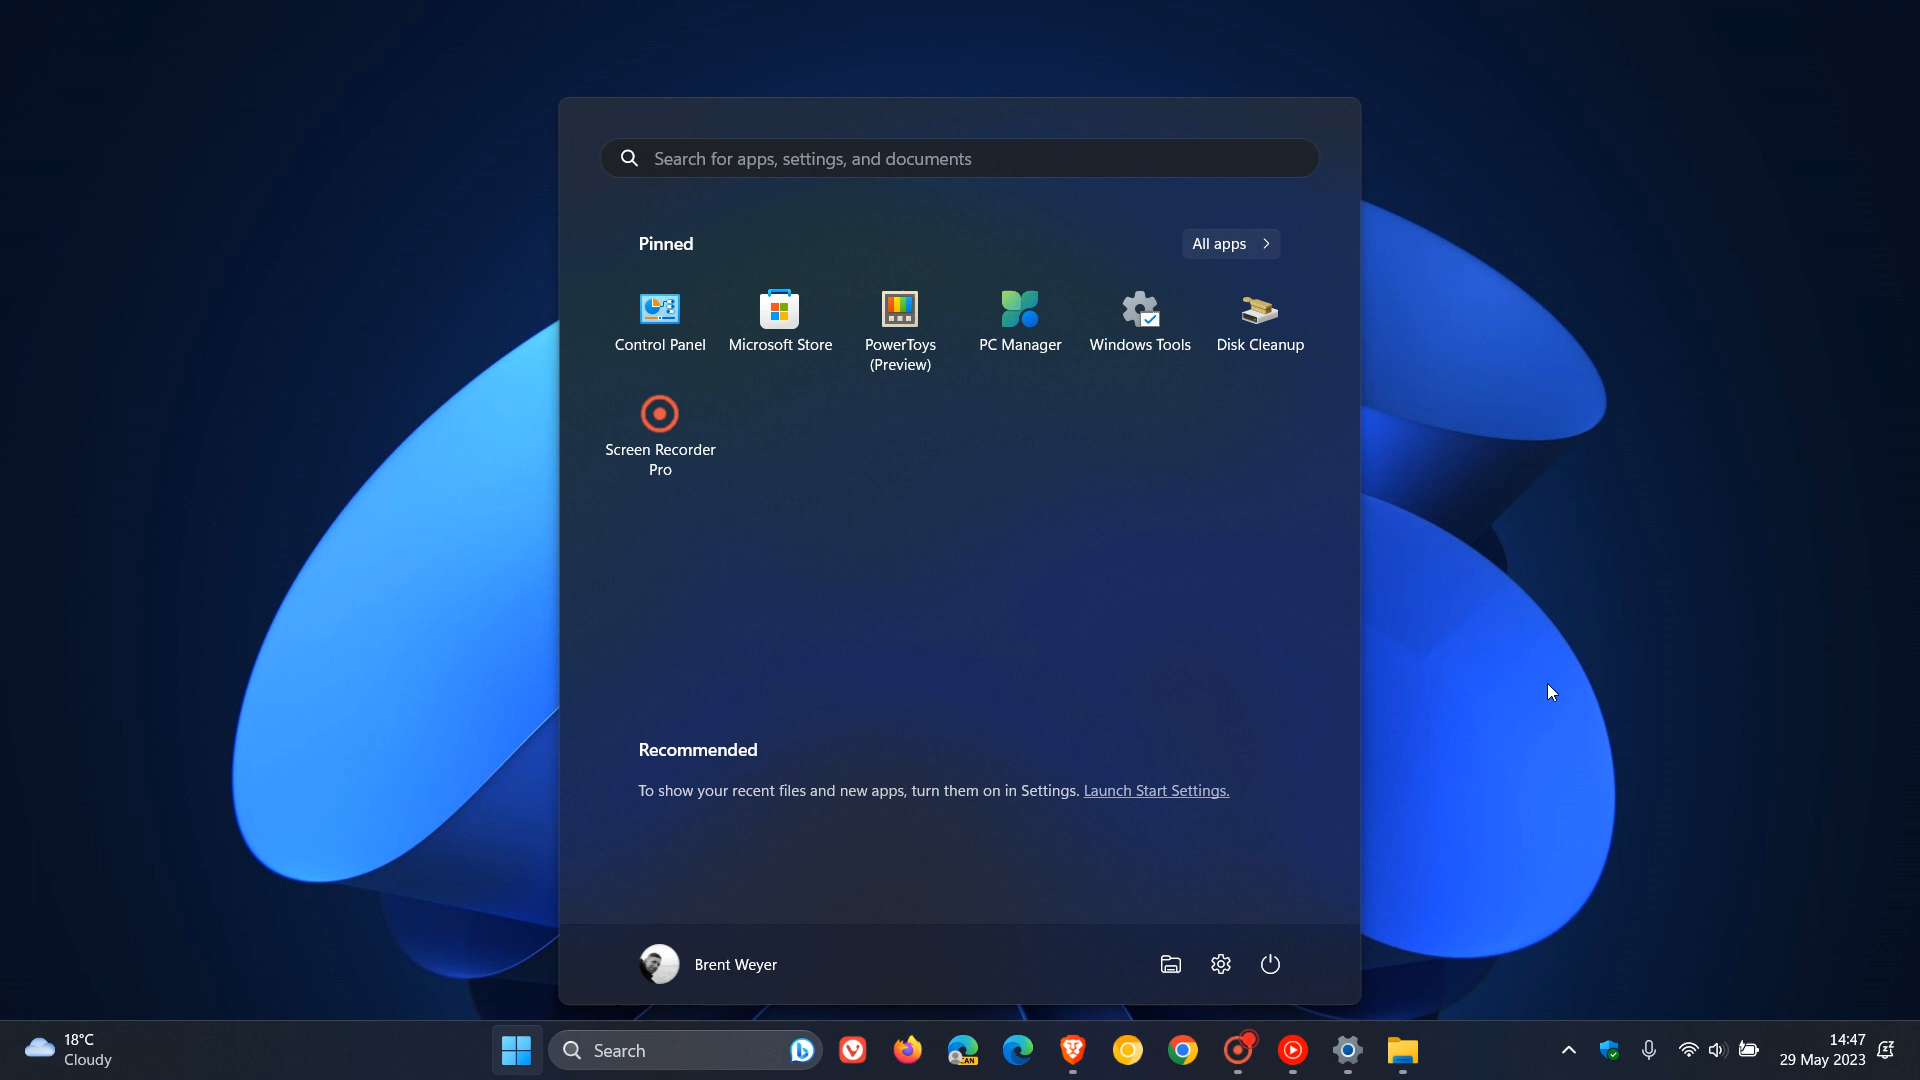 Search for apps, settings, and documents
Pinned
All apps
Control Panel
Microsoft Store
PowerToys
(Preview)
PC Manager
Windows Tools
Disk Cleanup
Screen Recorder
Pro
Recommended
To show your recent files and new apps, turn them on in Settings. Launch Start Settings.
Brent Weyer
18°C
Cloudy
Search
CAN
14:47
29 May 2023